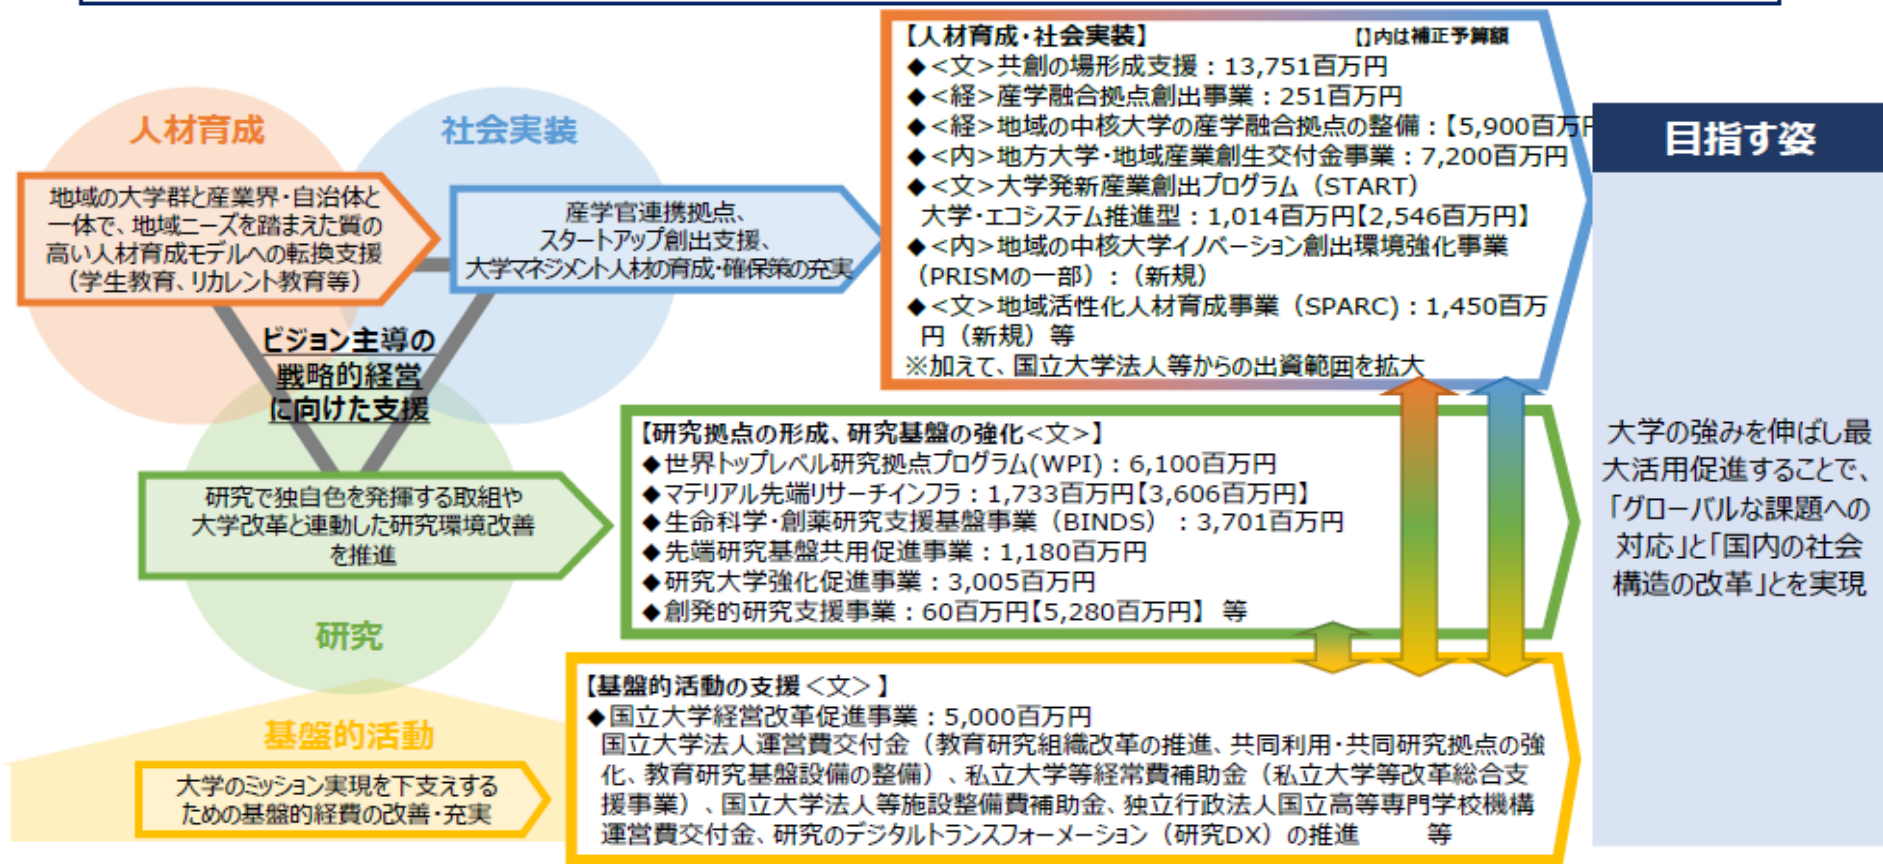 人材育成
社会実装
地域の大学群と産業界・自治体と
一体で、地域ニーズを踏まえた質の
高い人材育成モデルへの転換支援
（学生教育、リカレント教育等）
産学官連携拠点、
スタートアップ創出支援、
大学マネジメント人材の育成・確保策の充実
ビジョン主導の
戦略的経営
に向けた支援
研究で独自色を発揮する取組や
大学改革と連動した研究環境改善
を推進
研究
基盤的活動
大学のミッション実現を下支えする
ための基盤的経費の改善・充実
【人材育成・社会実装】 【】内は補正予算額
◆<文>共創の場形成支援：13,751百万円
◆<経>産学融合拠点創出事業：251百万円
◆<経>地域の中核大学の産学融合拠点の整備：【5,900百万円
◆<内>地方大学・地域産業創生交付金事業：7,200百万円
◆<文>大学発新産業創出プログラム（START）
大学・エコシステム推進型：1,014百万円【2,546百万円】
◆<内>地域の中核大学イノベーション創出環境強化事業
（PRISMの一部）：（新規）
◆<文>地域活性化人材育成事業（SPARC)：1,450百万
円（新規）等
※加えて、国立大学法人等からの出資範囲を拡大
【研究拠点の形成、研究基盤の強化<文>】
◆世界トップレベル研究拠点プログラム(WPI)：6,100百万円
◆マテリアル先端リサーチインフラ：1,733百万円【3,606百万円】
◆生命科学・創薬研究支援基盤事業（BINDS）：3,701百万円
◆先端研究基盤共用促進事業：1,180百万円
◆研究大学強化促進事業：3,005百万円
◆創発的研究支援事業：60百万円【5,280百万円】 等
【基盤的活動の支援<文>】
◆国立大学経営改革促進事業：5,000百万円
国立大学法人運営費交付金（教育研究組織改革の推進、共同利用・共同研究拠点の強
化、教育研究基盤設備の整備）、私立大学等経常費補助金（私立大学等改革総合支
援事業）、国立大学法人等施設整備費補助金、独立行政法人国立高等専門学校機構
運営費交付金、研究のデジタルトランスフォーメーション（研究DX）の推進 等
目指す姿
大学の強みを伸ばし最
大活用促進することで、
「グローバルな課題への
対応」と「国内の社会
構造の改革」とを実現